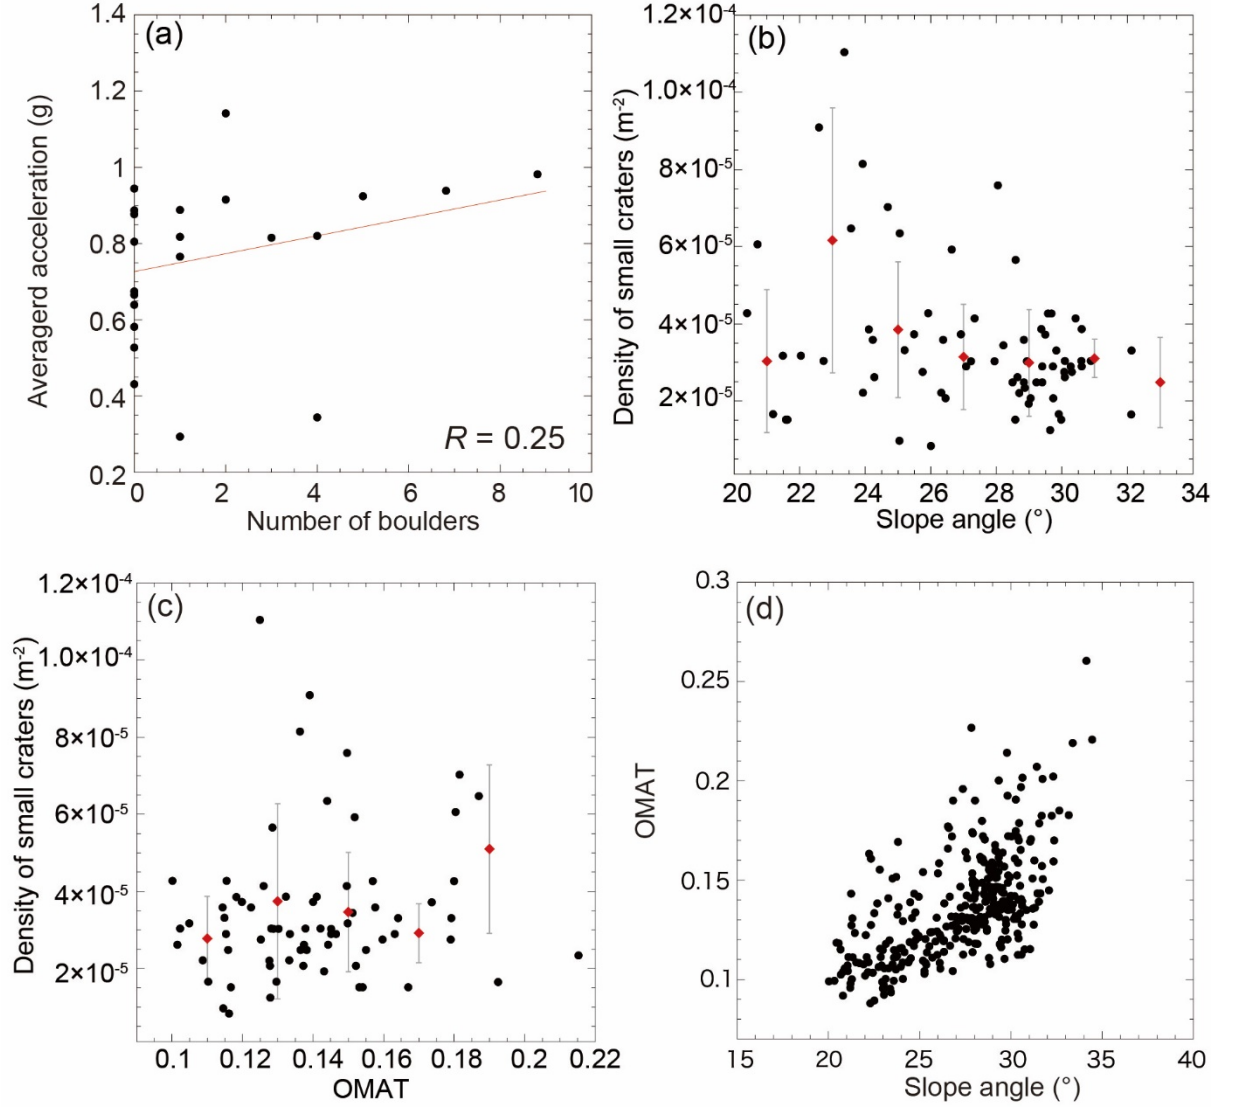 (a)
1.4
1.2
1
0.8
0.6
0.4
0.2
Averagerd acceleration (g)
R = 0.25
0 2 4 6 8 10
Number of boulders
(b)
1.2×10-4
1.0×10-4
8×10-5
6×10-5
4×10-5
2×10-5
Density of small craters (m-2)
20 22 24 26 28 30 32 34
Slope angle (°)
(c)
1.2×10-4
1.0×10-4
8×10-5
6×10-5
4×10-5
2×10-5
Density of small craters (m-2)
0.1 0.12 0.14 0.16 0.18 0.2 0.22
OMAT
(d)
0.3
0.25
0.2
0.15
0.1
OMAT
15 20 25 30 35 40
Slope angle (°)